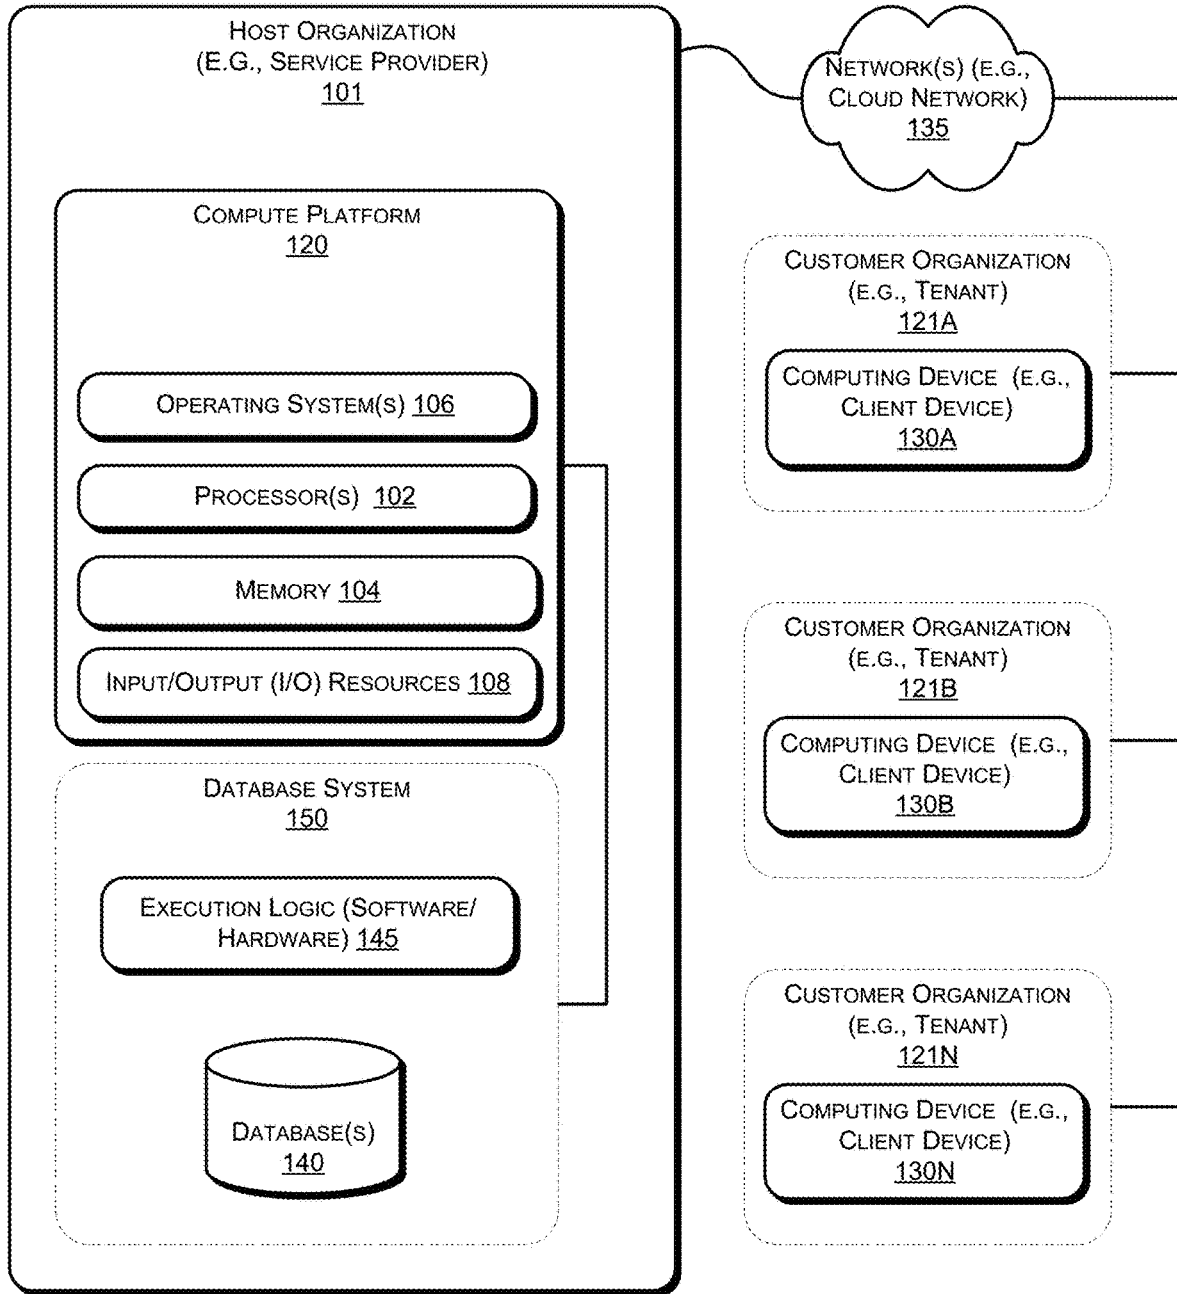 HOST ORGANIZATION
(E.G., SERVICE PROVIDER)
101
COMPUTE PLATFORM
120
OPERATING SYSTEM(S) 106
PROCESSOR(S) 102
MEMORY 104
INPUT/OUTPUT (I/O) RESOURCES 108
DATABASE SYSTEM
150
EXECUTION LOGIC (SOFTWARE/
HARDWARE) 145
DATABASE(S)
140
NETWORK(S) (E.G.,
CLOUD NETWORK)
135
CUSTOMER ORGANIZATION
(E.G., TENANT)
121A
COMPUTING DEVICE (E.G.,
CLIENT DEVICE)
130A
CUSTOMER ORGANIZATION
(E.G., TENANT)
121B
COMPUTING DEVICE (E.G.,
CLIENT DEVICE)
130B
CUSTOMER ORGANIZATION
(E.G., TENANT)
121N
COMPUTING DEVICE (E.G.,
CLIENT DEVICE)
130N